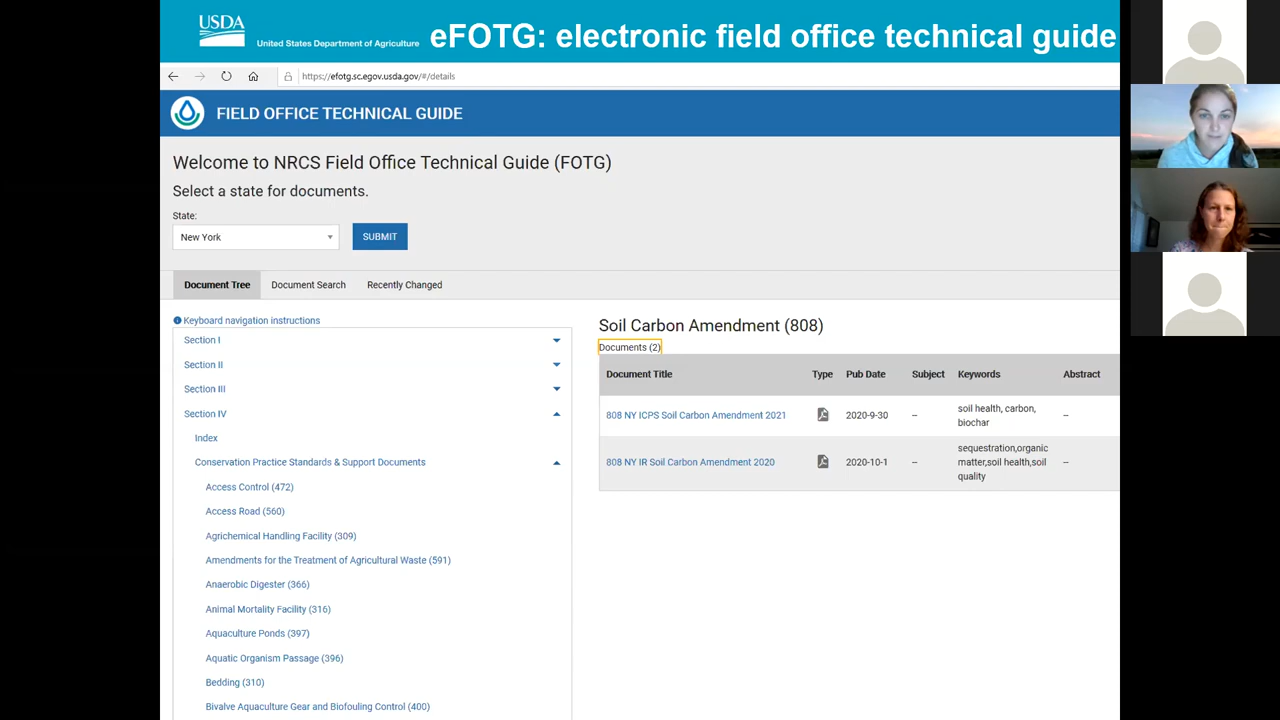 USDA
United States Department of Agriculture
eFOTG: electronic field office technical guide
https://efotg.sc.egov.usda.gov/#/details
FIELD OFFICE TECHNICAL GUIDE
Welcome to NRCS Field Office Technical Guide (FOTG)
Select a state for documents.
State:
New York
SUBMIT
Document Tree Document Search Recently Changed
Keyboard navigation instructions
Section I
Section II
Section III
Section IV
Index
Conservation Practice Standards & Support Documents
Access Control (472)
Access Road (560)
Agrichemical Handling Facility (309)
Amendments for the Treatment of Agricultural Waste (591)
Anaerobic Digester (366)
Animal Mortality Facility (316)
Aquaculture Ponds (397)
Aquatic Organism Passage (396)
Bedding (310)
Bivalve Aquaculture Gear and Biofouling Control (400)
Soil Carbon Amendment (808)
Documents (2)
Document Title Type Pub Date Subject Keywords Abstract
808 NY ICPS Soil Carbon Amendment 2021 2020-9-30 -- soil health, carbon, --
biochar
808 NY IR Soil Carbon Amendment 2020 2020-10-1 -- sequestration,organic --
matter,soil health,soil
quality